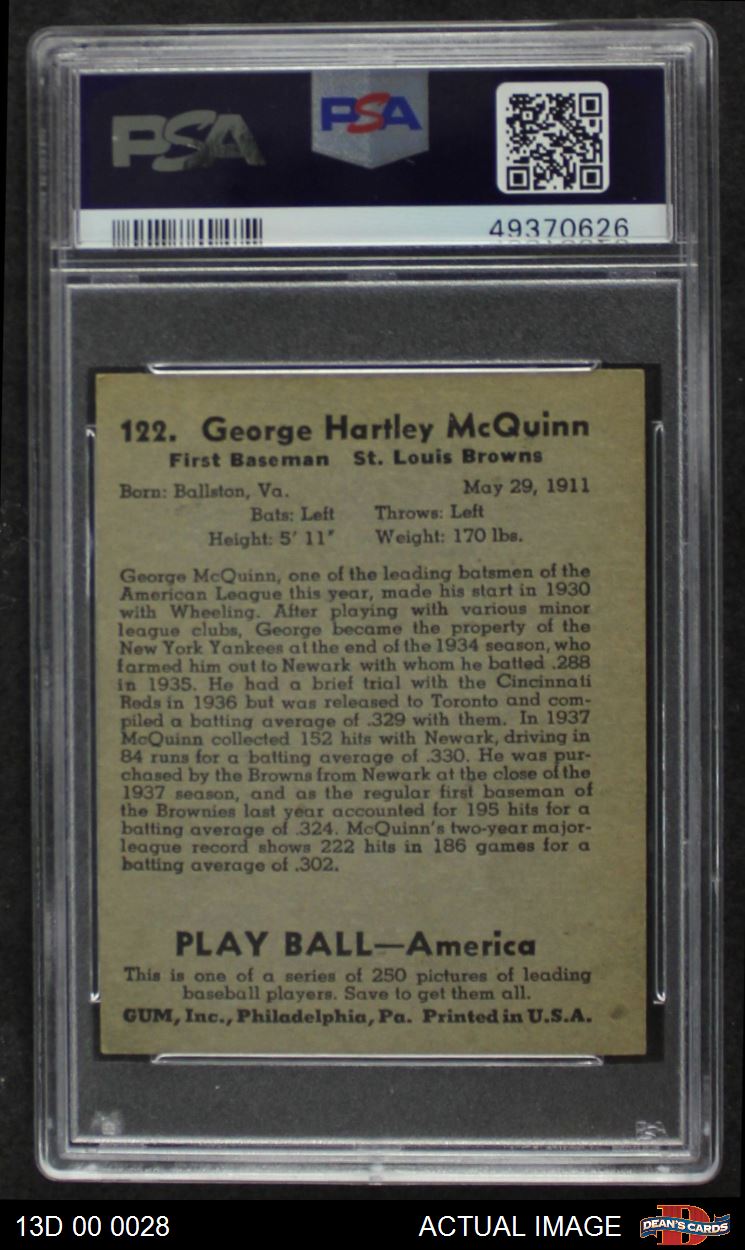 PSA PSA
49370626
122. George Hartley McQuinn
First Baseman St. Louis Browns
Born: Ballston, Va. May 29, 1911
Bats: Left Throws: Left
Height: 5' 11" Weight: 170 lbs.
George McQuinn, one of the leading batsmen of the
American League this year, made his start in 1930
with Wheeling. After playing with various minor
league clubs, George became the property of the
New York Yankees at the end of the 1934 season, who
farmed him out to Newark with whom he batted .288
in 1935. He had a brief trial with the Cincinnati
Reds in 1936 but was released to Toronto and com-
piled a batting average of .329 with them. In 1937
McQuinn collected 152 hits with Newark, driving in
84 runs for a batting average of .330. He was pur-
chased by the Browns from Newark at the close of the
1937 season, and as the regular first baseman of
the Brownies last year accounted for 195 hits for a
batting average of .324. McQuinn's two-year major-
league record shows 222 hits in 186 games for a
batting average of .302.
PLAY BALL—America
This is one of a series of 250 pictures of leading
baseball players. Save to get them all.
GUM, Inc., Philadelphia, Pa. Printed in U.S.A.
PSA
13D 00 0028 ACTUAL IMAGE DEAN'S CARDS